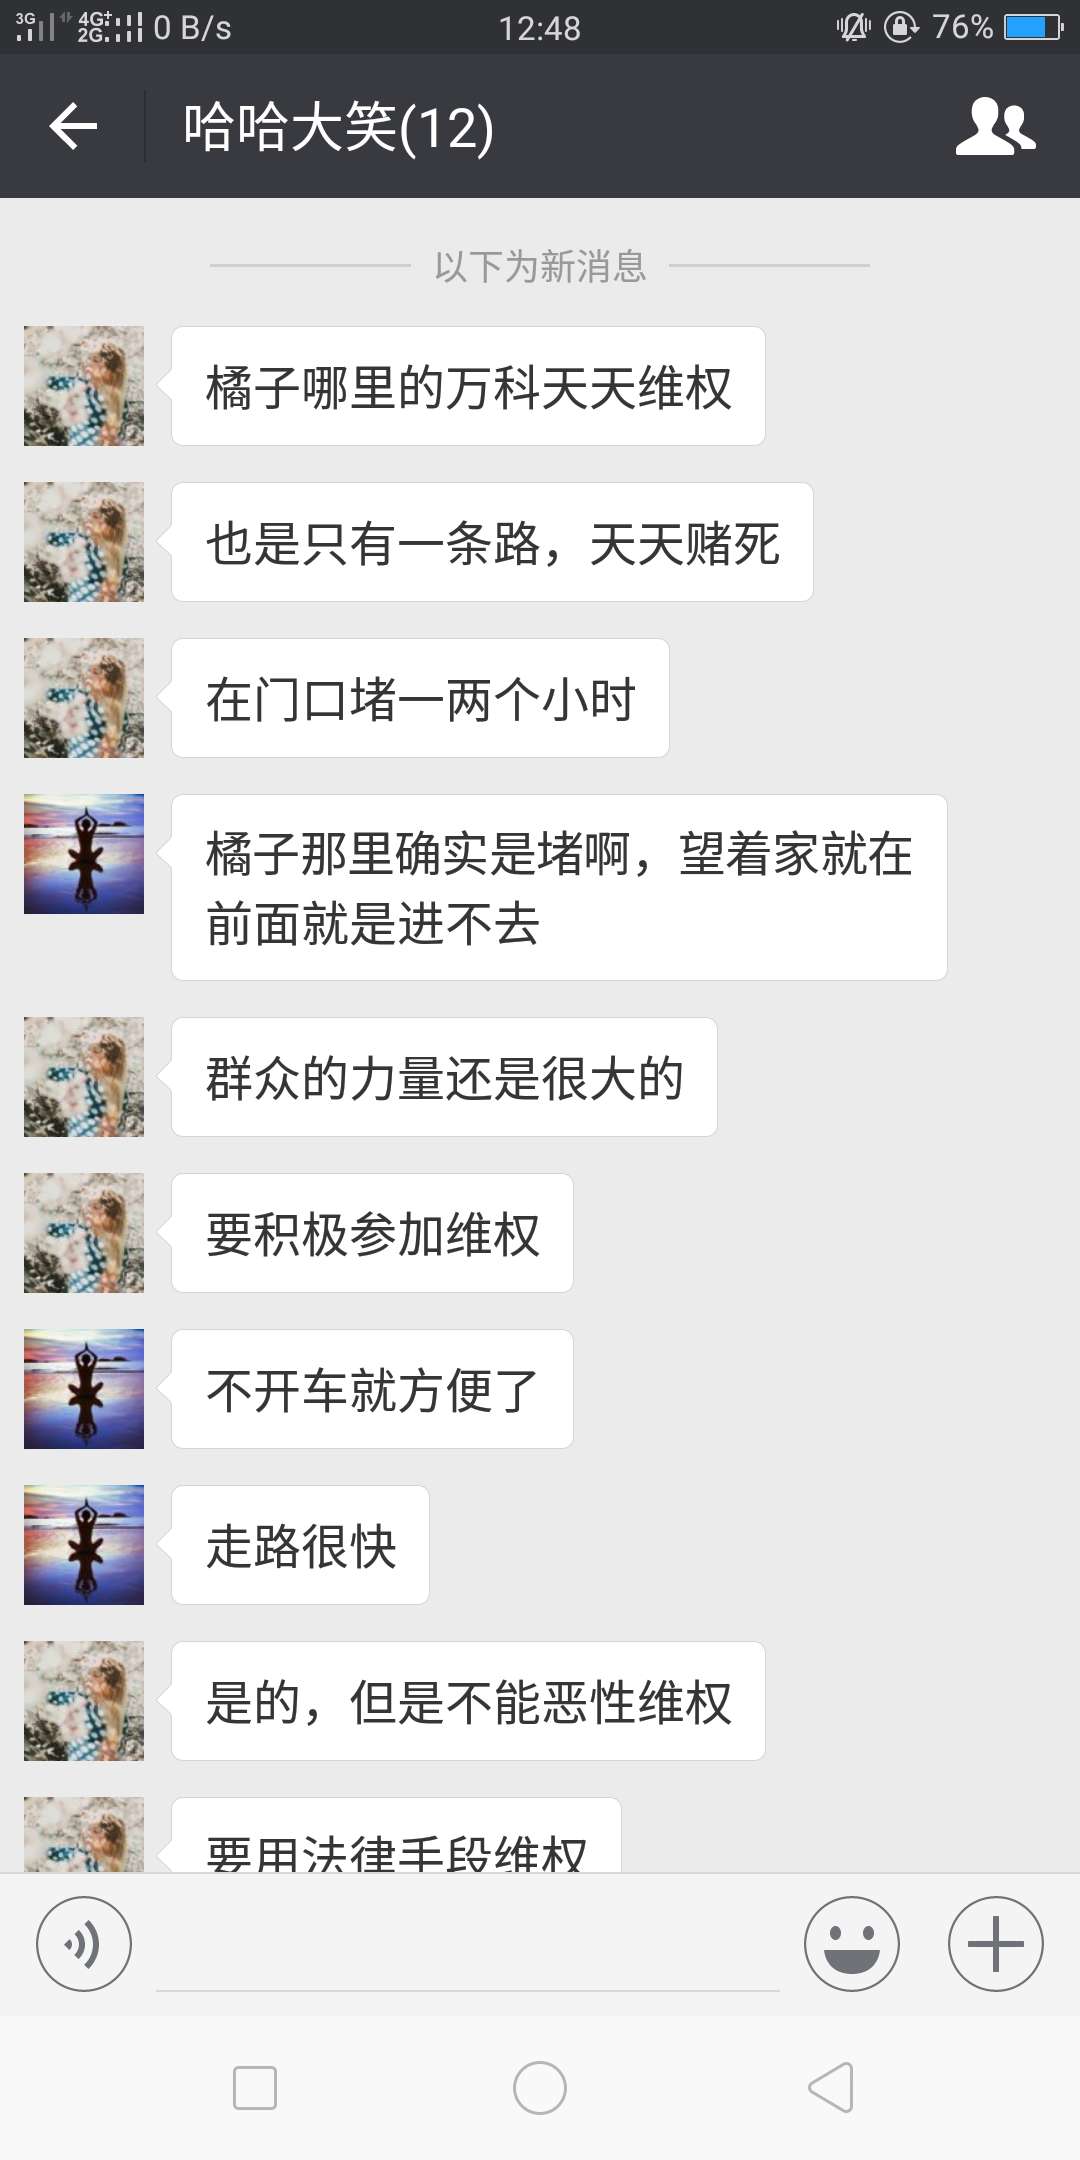 3G 4G+ 2G 0 B/s 12:48 76%
哈哈大笑(12)
以下为新消息
橘子哪里的万科天天维权
也是只有一条路，天天赌死
在门口堵一两个小时
橘子那里确实是堵啊，望着家就在
前面就是进不去
群众的力量还是很大的
要积极参加维权
不开车就方便了
走路很快
是的，但是不能恶性维权
要用法律手段维权